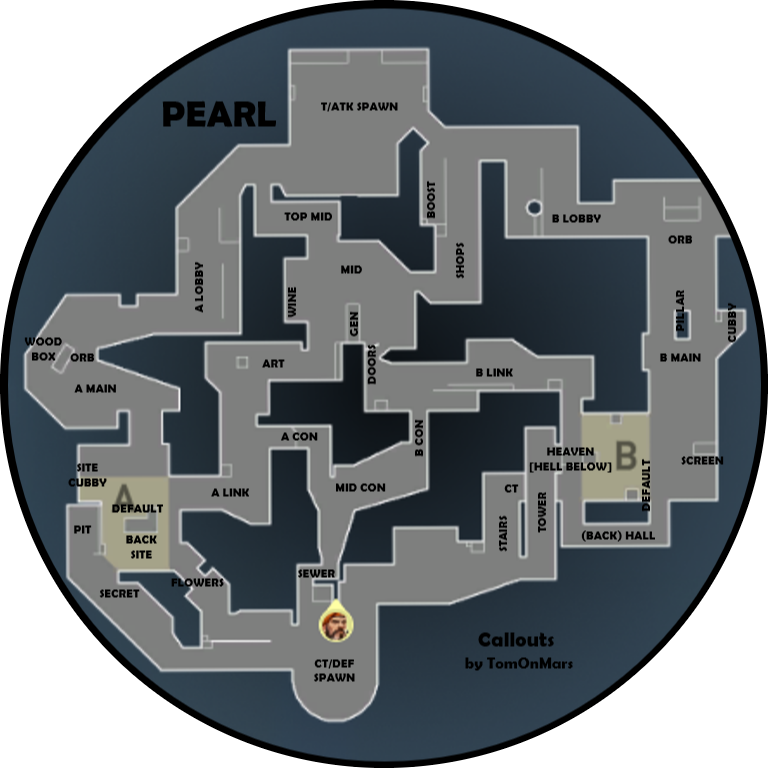 PEARL
T/ATK SPAWN
BOOST
TOP MID
B LOBBY
ORB
MID
SHOPS
A LOBBY
WINE
GEN
PILLAR
CUBBY
WOOD
BOX
ORB
ART
DOORS
B LINK
B MAIN
A MAIN
A CON
B CON
HEAVEN
[HELL BELOW]
B
SCREEN
SITE
CUBBY
A
DEFAULT
A LINK
MID CON
CT
DEFAULT
PIT
BACK
SITE
STAIRS
TOWER
(BACK) HALL
SECRET
FLOWERS
SEWER
CT/DEF
SPAWN
Callouts
by TomOnMars